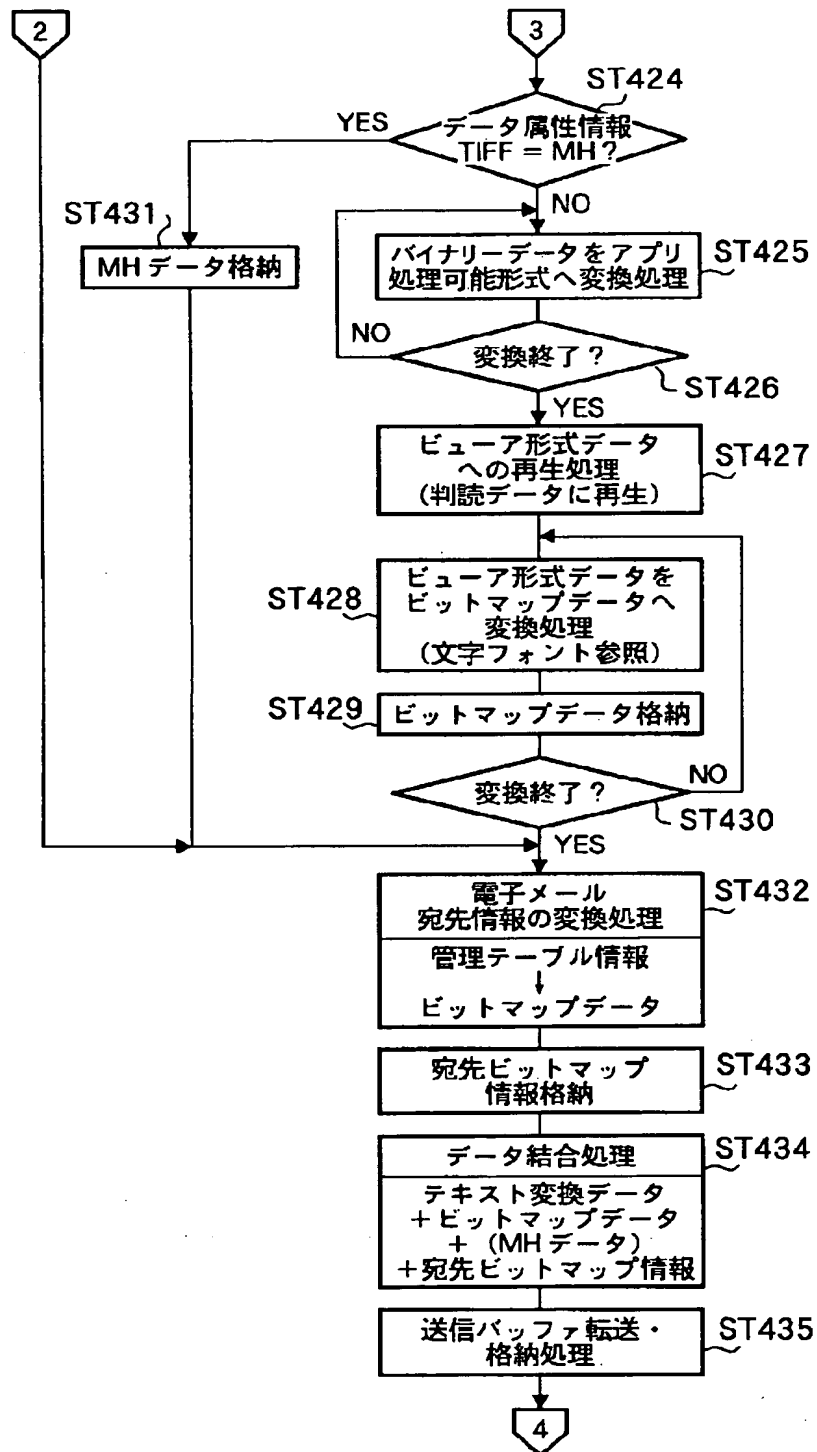 2
3
ST424
データ属性情報
TIFF = MH ?
YES
NO
ST431
MHデータ格納
バイナリーデータをアプリ
処理可能形式へ変換処理
ST425
NO
変換終了?
ST426
YES
ビューア形式データ
への再生処理
(判読データに再生)
ST427
ST428
ビューア形式データを
ビットマップデータへ
変換処理
(文字フォント参照)
ST429
ビットマップデータ格納
変換終了?
NO
ST430
YES
電子メール
宛先情報の変換処理
ST432
管理テーブル情報
↓
ビットマップデータ
宛先ビットマップ
情報格納
ST433
データ結合処理
ST434
テキスト変換データ
+ビットマップデータ
+(MHデータ)
+宛先ビットマップ情報
送信バッファ転送・
格納処理
ST435
4